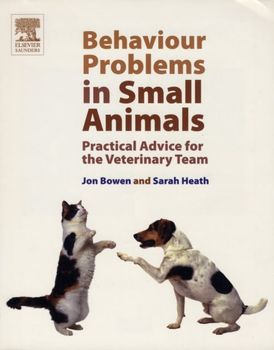 ELSEVIER
SAUNDERS
Behaviour
Problems
in Small
Animals
Practical Advice for
the Veterinary Team
Jon Bowen and Sarah Heath